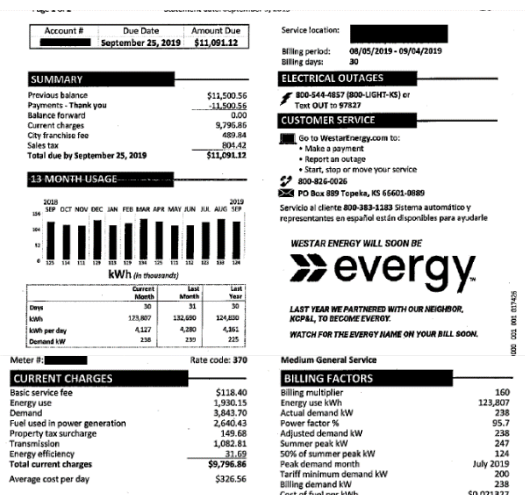 Account # Due Date Amount Due
September 25, 2019 $11,091.12
Service location:
Billing period: 08/05/2019 - 09/04/2019
Billing days: 30
SUMMARY
Previous balance $11,500.56
Payments - Thank you -11,500.56
Balance forward 0.00
Current charges 9,796.86
City franchise fee 489.84
Sales tax 804.42
Total due by September 25, 2019 $11,091.12
ELECTRICAL OUTAGES
800-544-4857 (800-LIGHT-KS) or
Text OUT to 97827
CUSTOMER SERVICE
Go to WestarEnergy.com to:
• Make a payment
• Report an outage
• Start, stop or move your service
800-826-0026
PO Box 889 Topeka, KS 66601-0889
Servicio al cliente 800-383-1183 Sistema automático y
representantes en español están disponibles para ayudarle
13 MONTH USAGE
2018 2019
SEP OCT NOV DEC JAN FEB MAR APR MAY JUN JUL AUG SEP
kWh (in thousands)
Current Month Last Month Last Year
Days 30 31 30
kWh 123,807 132,690 124,830
kWh per day 4,127 4,280 4,161
Demand kW 238 239 225
WESTAR ENERGY WILL SOON BE
evergy
LAST YEAR WE PARTNERED WITH OUR NEIGHBOR,
KCP&L, TO BECOME EVERGY.
WATCH FOR THE EVERGY NAME ON YOUR BILL SOON.
Meter #: Rate code: 370
CURRENT CHARGES
Basic service fee $118.40
Energy use 1,930.15
Demand 3,843.70
Fuel used in power generation 2,640.43
Property tax surcharge 149.68
Transmission 1,082.81
Energy efficiency 31.69
Total current charges $9,796.86
Average cost per day $326.56
Medium General Service
BILLING FACTORS
Billing multiplier 160
Energy use kWh 123,807
Actual demand kW 238
Power factor % 95.7
Adjusted demand kW 238
Summer peak kW 247
50% of summer peak kW 124
Peak demand month July 2019
Tariff minimum demand kW 200
Billing demand kW 238
Cost of fuel per kWh $0.021327